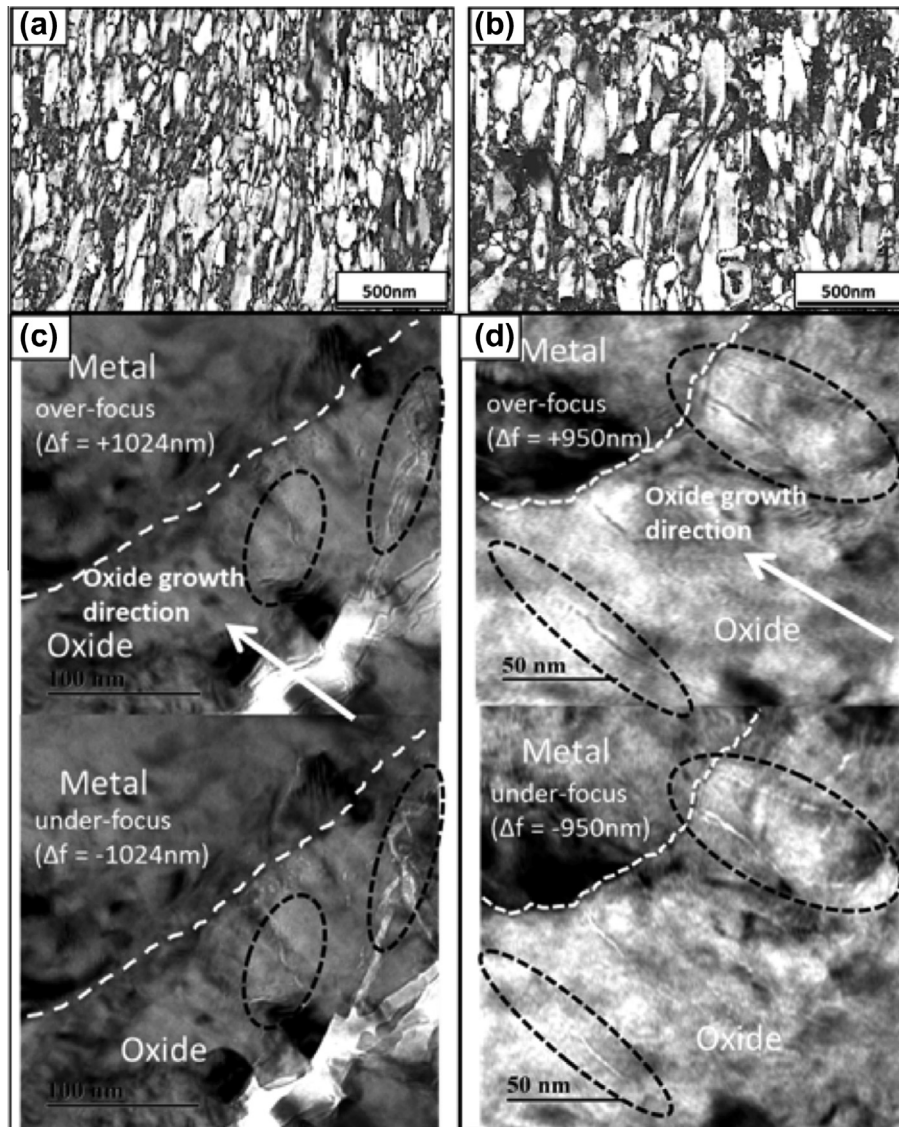 (a)
(b)
500nm
500nm
(c)
Metal
over-focus
(Δf = +1024nm)
Oxide growth
direction
Oxide
100 nm
Metal
under-focus
(Δf = -1024nm)
Oxide
100 nm
(d)
Metal
over-focus
(Δf = +950nm)
Oxide growth
direction
Oxide
50 nm
Metal
under-focus
(Δf = -950nm)
Oxide
50 nm